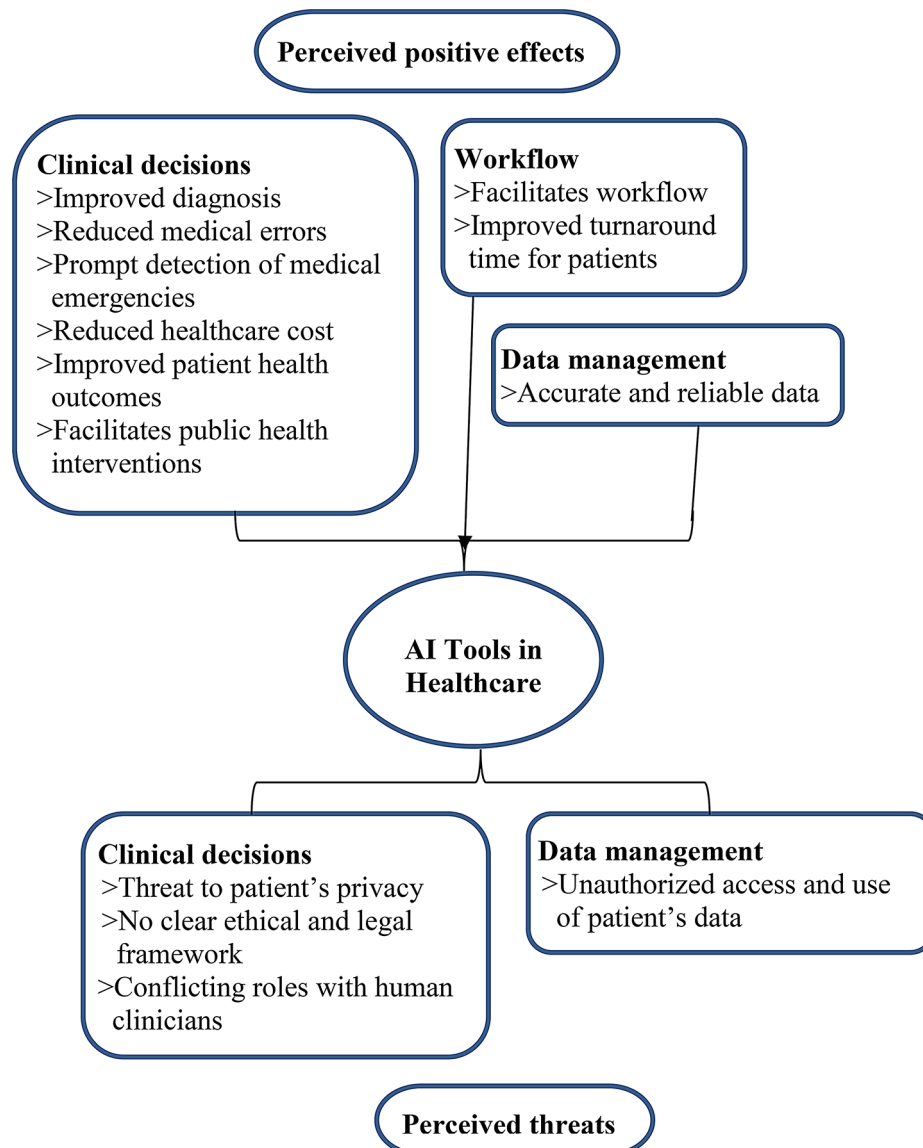 Perceived positive effects
Clinical decisions
>Improved diagnosis
>Reduced medical errors
>Prompt detection of medical
emergencies
>Reduced healthcare cost
>Improved patient health
outcomes
>Facilitates public health
interventions
Workflow
>Facilitates workflow
>Improved turnaround
time for patients
Data management
>Accurate and reliable data
AI Tools in
Healthcare
Clinical decisions
>Threat to patient’s privacy
>No clear ethical and legal
framework
>Conflicting roles with human
clinicians
Data management
>Unauthorized access and use
of patient’s data
Perceived threats